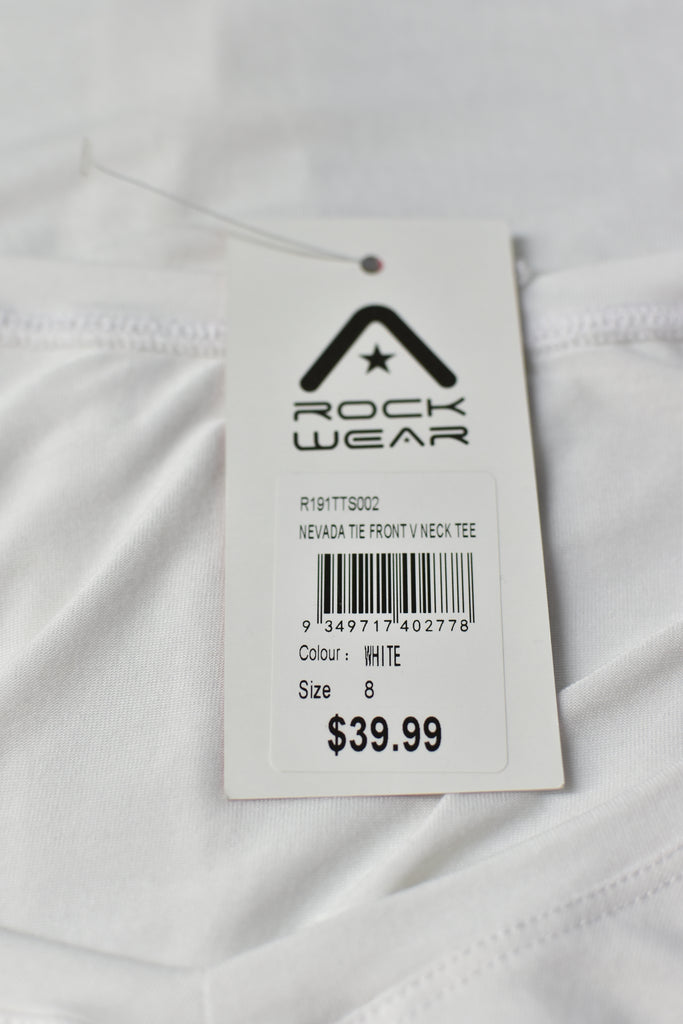 ROCK
WEAR
R191TTS002
NEVADA TIE FRONT V NECK TEE
9 349717 402778
Colour : WHITE
Size 8
$39.99